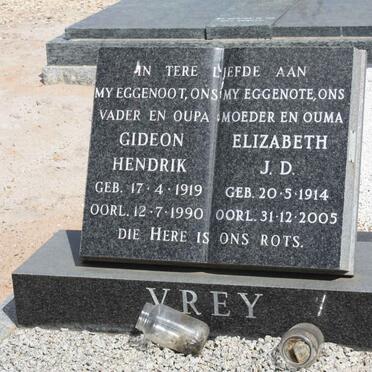 IN TERE LIEFDE AAN
MY EGGENOOT, ONS
VADER EN OUPA
GIDEON
HENDRIK
GEB. 17·4·1919
OORL. 12·7·1990
MY EGGENOTE, ONS
MOEDER EN OUMA
ELIZABETH
J. D.
GEB. 20·5·1914
OORL. 31·12·2005
DIE HERE IS ONS ROTS.
VREY